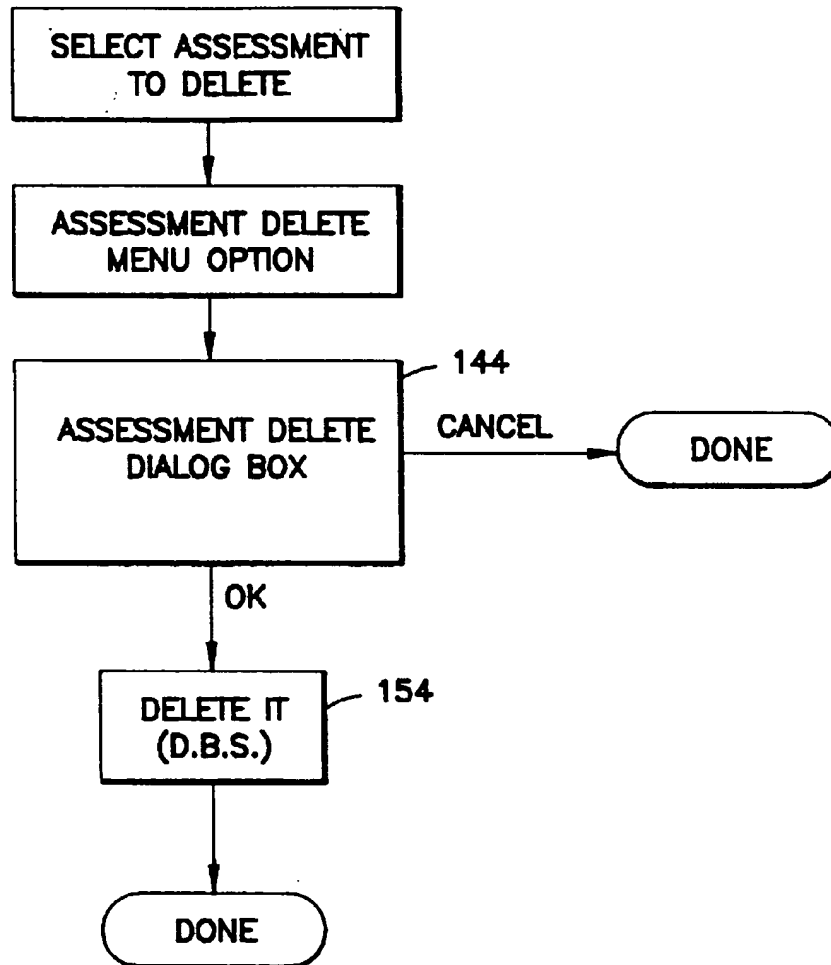 SELECT ASSESSMENT
TO DELETE
ASSESSMENT DELETE
MENU OPTION
144
ASSESSMENT DELETE
DIALOG BOX
CANCEL
DONE
OK
154
DELETE IT
(D.B.S.)
DONE